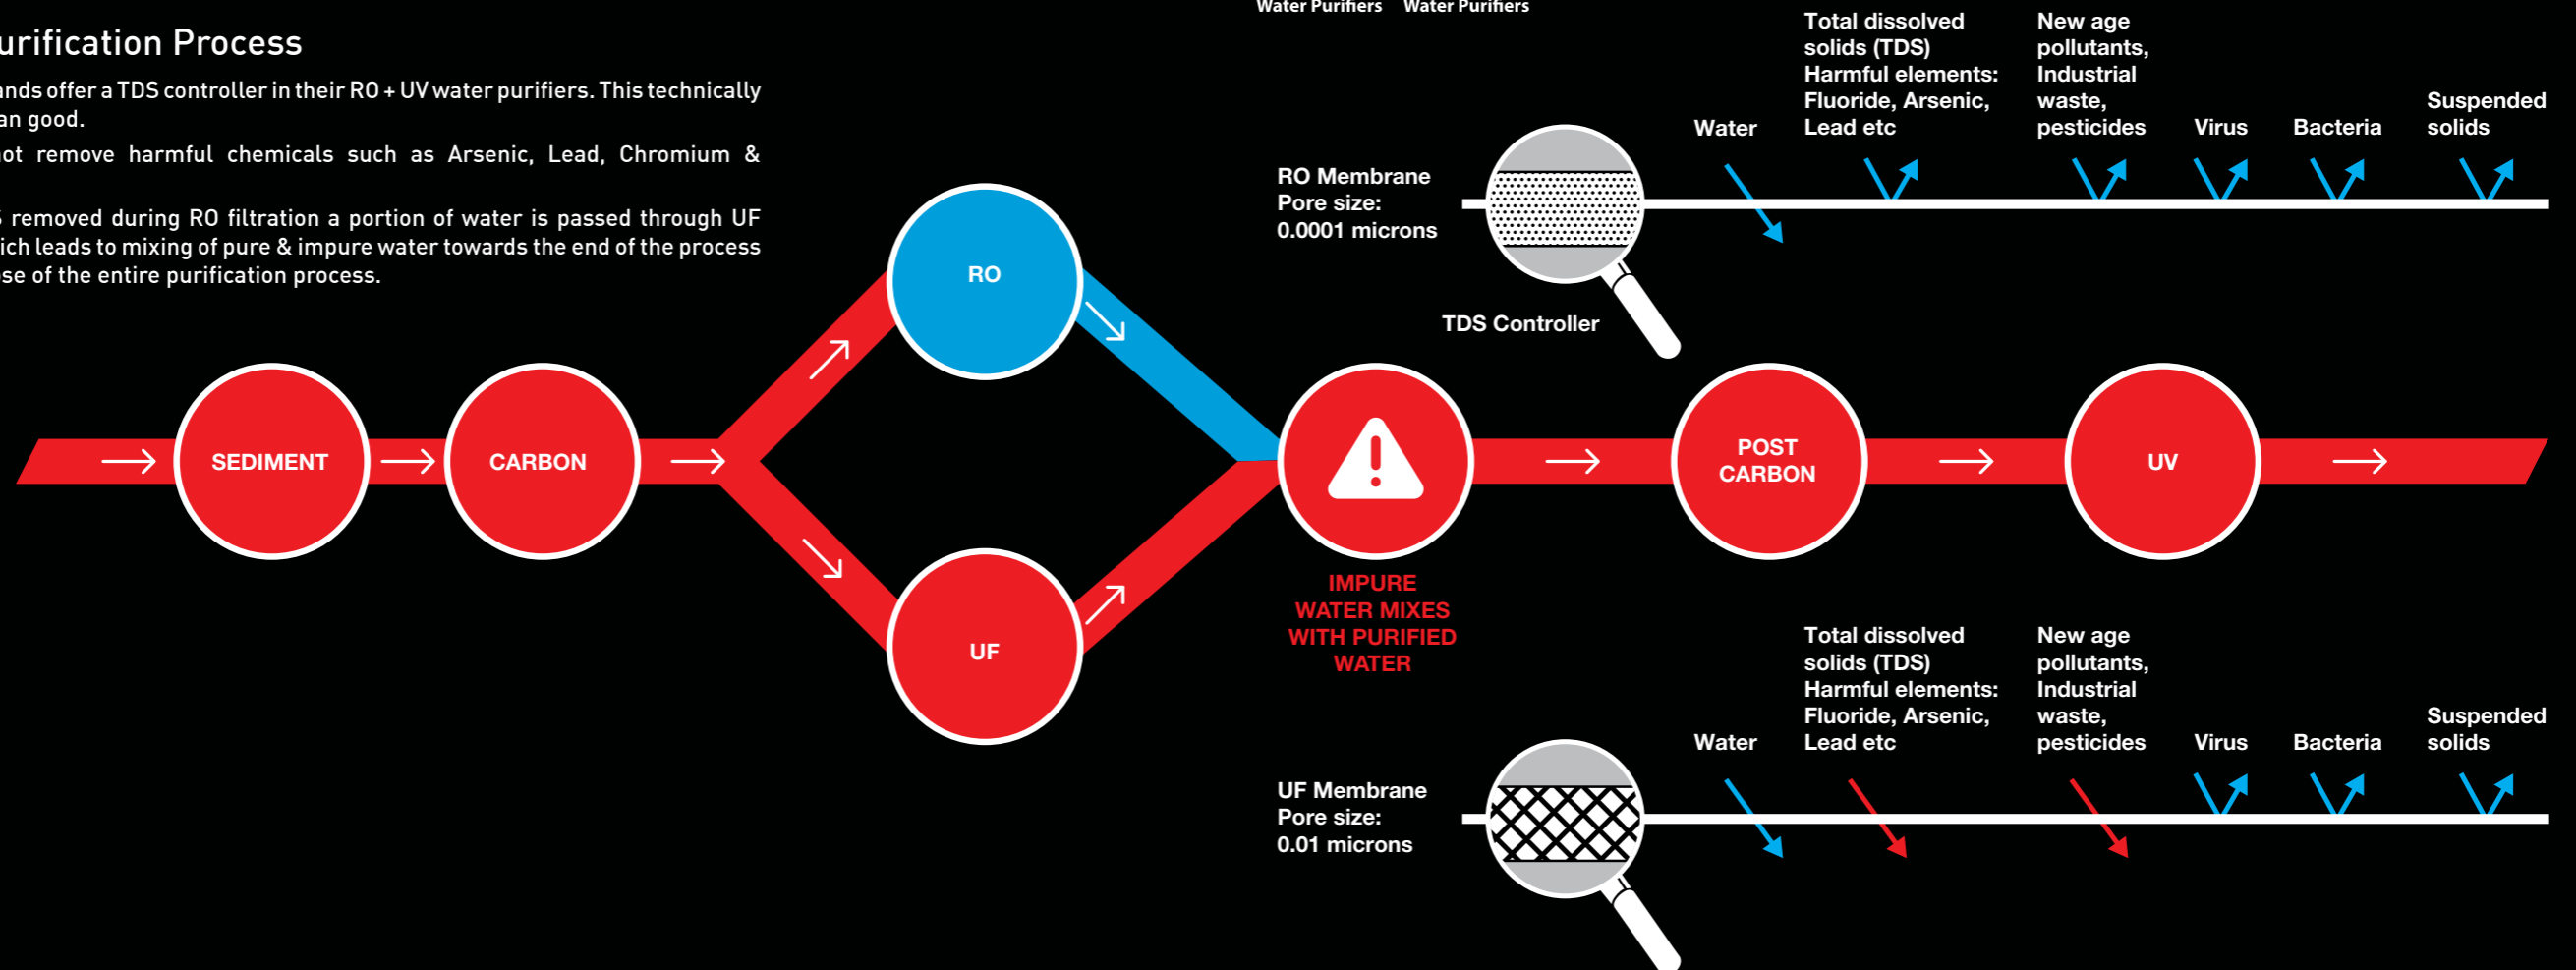 Water Purifiers Water Purifiers
urification Process
ands offer a TDS controller in their RO + UV water purifiers. This technically
an good.
not remove harmful chemicals such as Arsenic, Lead, Chromium &
S removed during RO filtration a portion of water is passed through UF
ich leads to mixing of pure & impure water towards the end of the process
ose of the entire purification process.
RO Membrane
Pore size:
0.0001 microns
Water
Total dissolved
solids (TDS)
Harmful elements:
Fluoride, Arsenic,
Lead etc
New age
pollutants,
Industrial
waste,
pesticides
Virus
Bacteria
Suspended
solids
TDS Controller
SEDIMENT
CARBON
RO
UF
IMPURE
WATER MIXES
WITH PURIFIED
WATER
POST
CARBON
UV
UF Membrane
Pore size:
0.01 microns
Water
Total dissolved
solids (TDS)
Harmful elements:
Fluoride, Arsenic,
Lead etc
New age
pollutants,
Industrial
waste,
pesticides
Virus
Bacteria
Suspended
solids